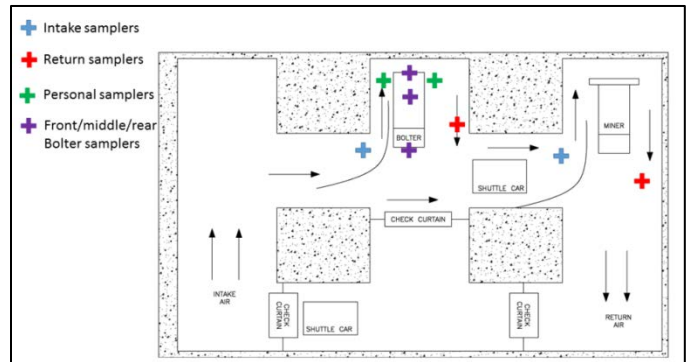 Intake samplers
Return samplers
Personal samplers
Front/middle/rear
Bolter samplers
BOLTER
MINER
SHUTTLE CAR
CHECK CURTAIN
INTAKE
AIR
CHECK
CURTAIN
SHUTTLE CAR
CHECK
CURTAIN
RETURN
AIR